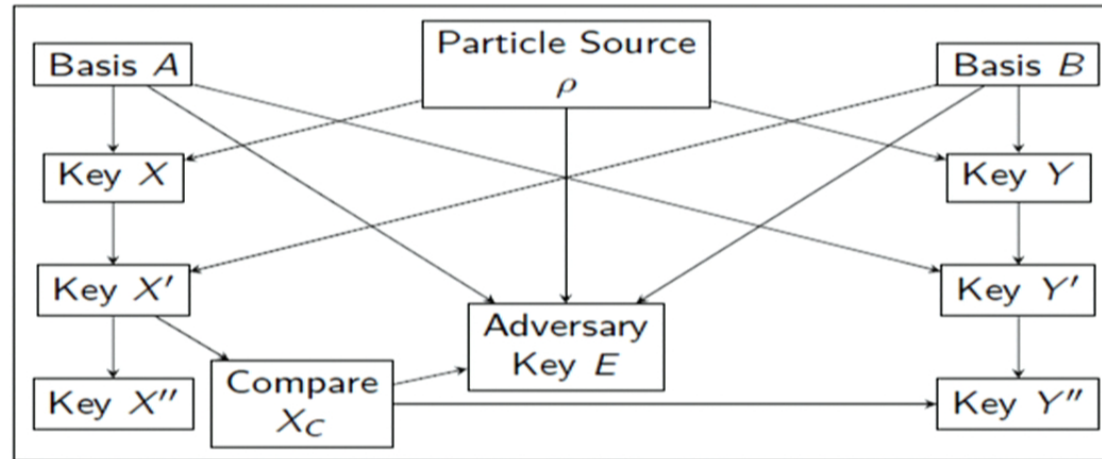 Basis A
Particle Source
ρ
Basis B
Key X
Key Y
Key X′
Key Y′
Adversary
Key E
Key X″
Compare
X_C
Key Y″